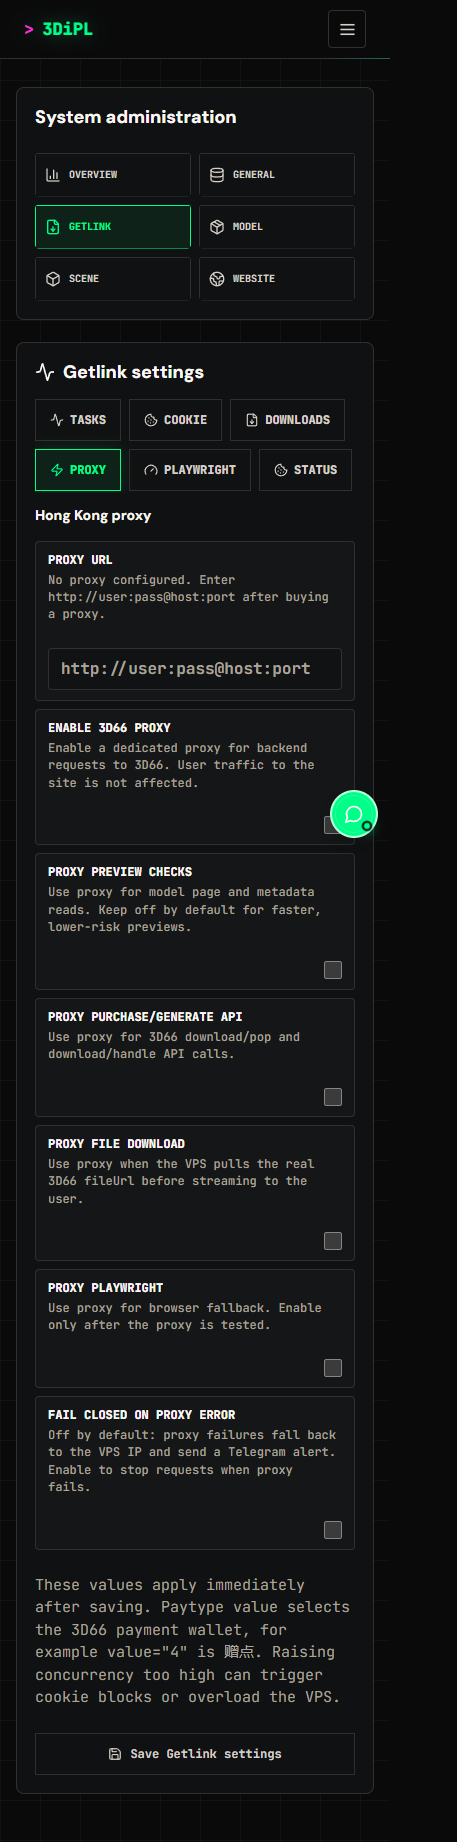 > 3DiPL
System administration
OVERVIEW
GENERAL
GETLINK
MODEL
SCENE
WEBSITE
Getlink settings
TASKS
COOKIE
DOWNLOADS
PROXY
PLAYWRIGHT
STATUS
Hong Kong proxy
PROXY URL
No proxy configured. Enter
http://user:pass@host:port after buying
a proxy.
http://user:pass@host:port
ENABLE 3D66 PROXY
Enable a dedicated proxy for backend
requests to 3D66. User traffic to the
site is not affected.
PROXY PREVIEW CHECKS
Use proxy for model page and metadata
reads. Keep off by default for faster,
lower-risk previews.
PROXY PURCHASE/GENERATE API
Use proxy for 3D66 download/pop and
download/handle API calls.
PROXY FILE DOWNLOAD
Use proxy when the VPS pulls the real
3D66 fileUrl before streaming to the
user.
PROXY PLAYWRIGHT
Use proxy for browser fallback. Enable
only after the proxy is tested.
FAIL CLOSED ON PROXY ERROR
Off by default: proxy failures fall back
to the VPS IP and send a Telegram alert.
Enable to stop requests when proxy
fails.
These values apply immediately
after saving. Paytype value selects
the 3D66 payment wallet, for
example value="4" is 赠点. Raising
concurrency too high can trigger
cookie blocks or overload the VPS.
Save Getlink settings